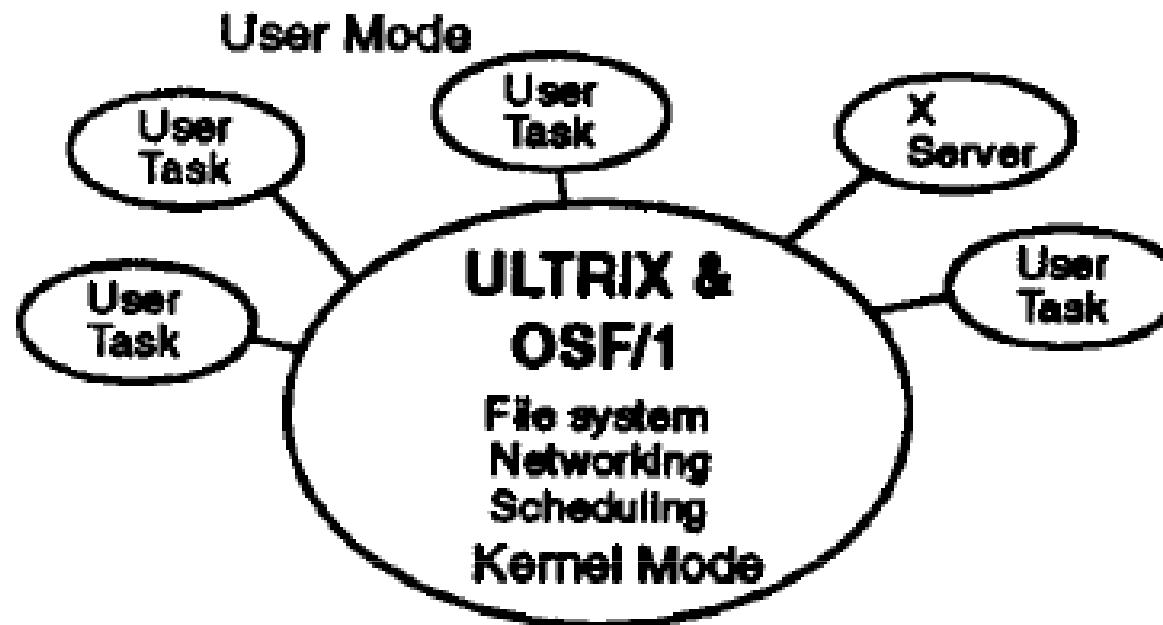 User Mode
User
Task
User
Task
X
Server
User
Task
User
Task
ULTRIX &
OSF/1
File system
Networking
Scheduling
Kernel Mode